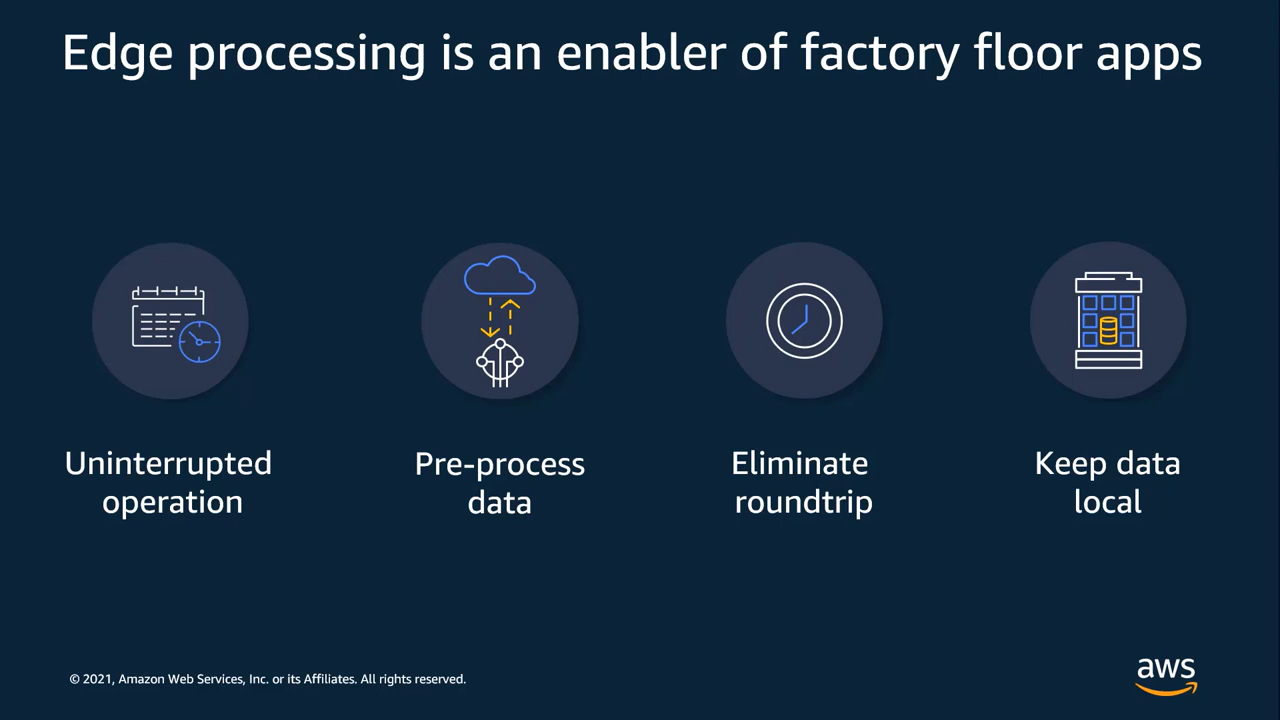 Edge processing is an enabler of factory floor apps
Uninterrupted
operation
Pre-process
data
Eliminate
roundtrip
Keep data
local
© 2021, Amazon Web Services, Inc. or its Affiliates. All rights reserved.
aws